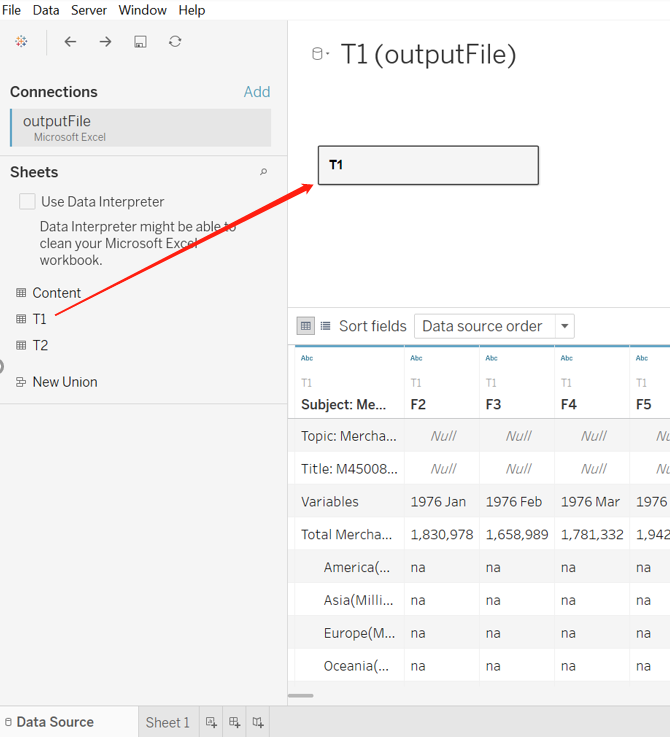 File Data Server Window Help
T1 (outputFile)
Connections Add
outputFile
Microsoft Excel
T1
Sheets
Use Data Interpreter
Data Interpreter might be able to
clean your Microsoft Excel
workbook.
Content
T1
T2
New Union
Sort fields Data source order
Abc Abc Abc Abc Abc
T1 T1 T1 T1 T1
Subject: Me... F2 F3 F4 F5
Topic: Mercha... Null Null Null Nu
Title: M45008... Null Null Null Nu
Variables 1976 Jan 1976 Feb 1976 Mar 1976
Total Mercha... 1,830,978 1,658,989 1,781,332 1,942
America(... na na na na
Asia(Milli... na na na na
Europe(M... na na na na
Oceania(... na na na na
Data Source Sheet 1